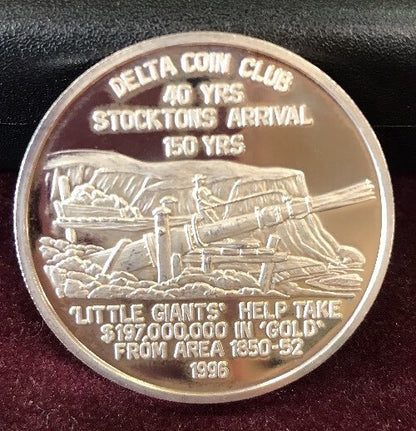 DELTA COIN CLUB
40 YRS
STOCKTONS ARRIVAL
150 YRS
'LITTLE GIANTS' HELP TAKE
$197,000,000 IN 'GOLD'
FROM AREA 1850-52
1996